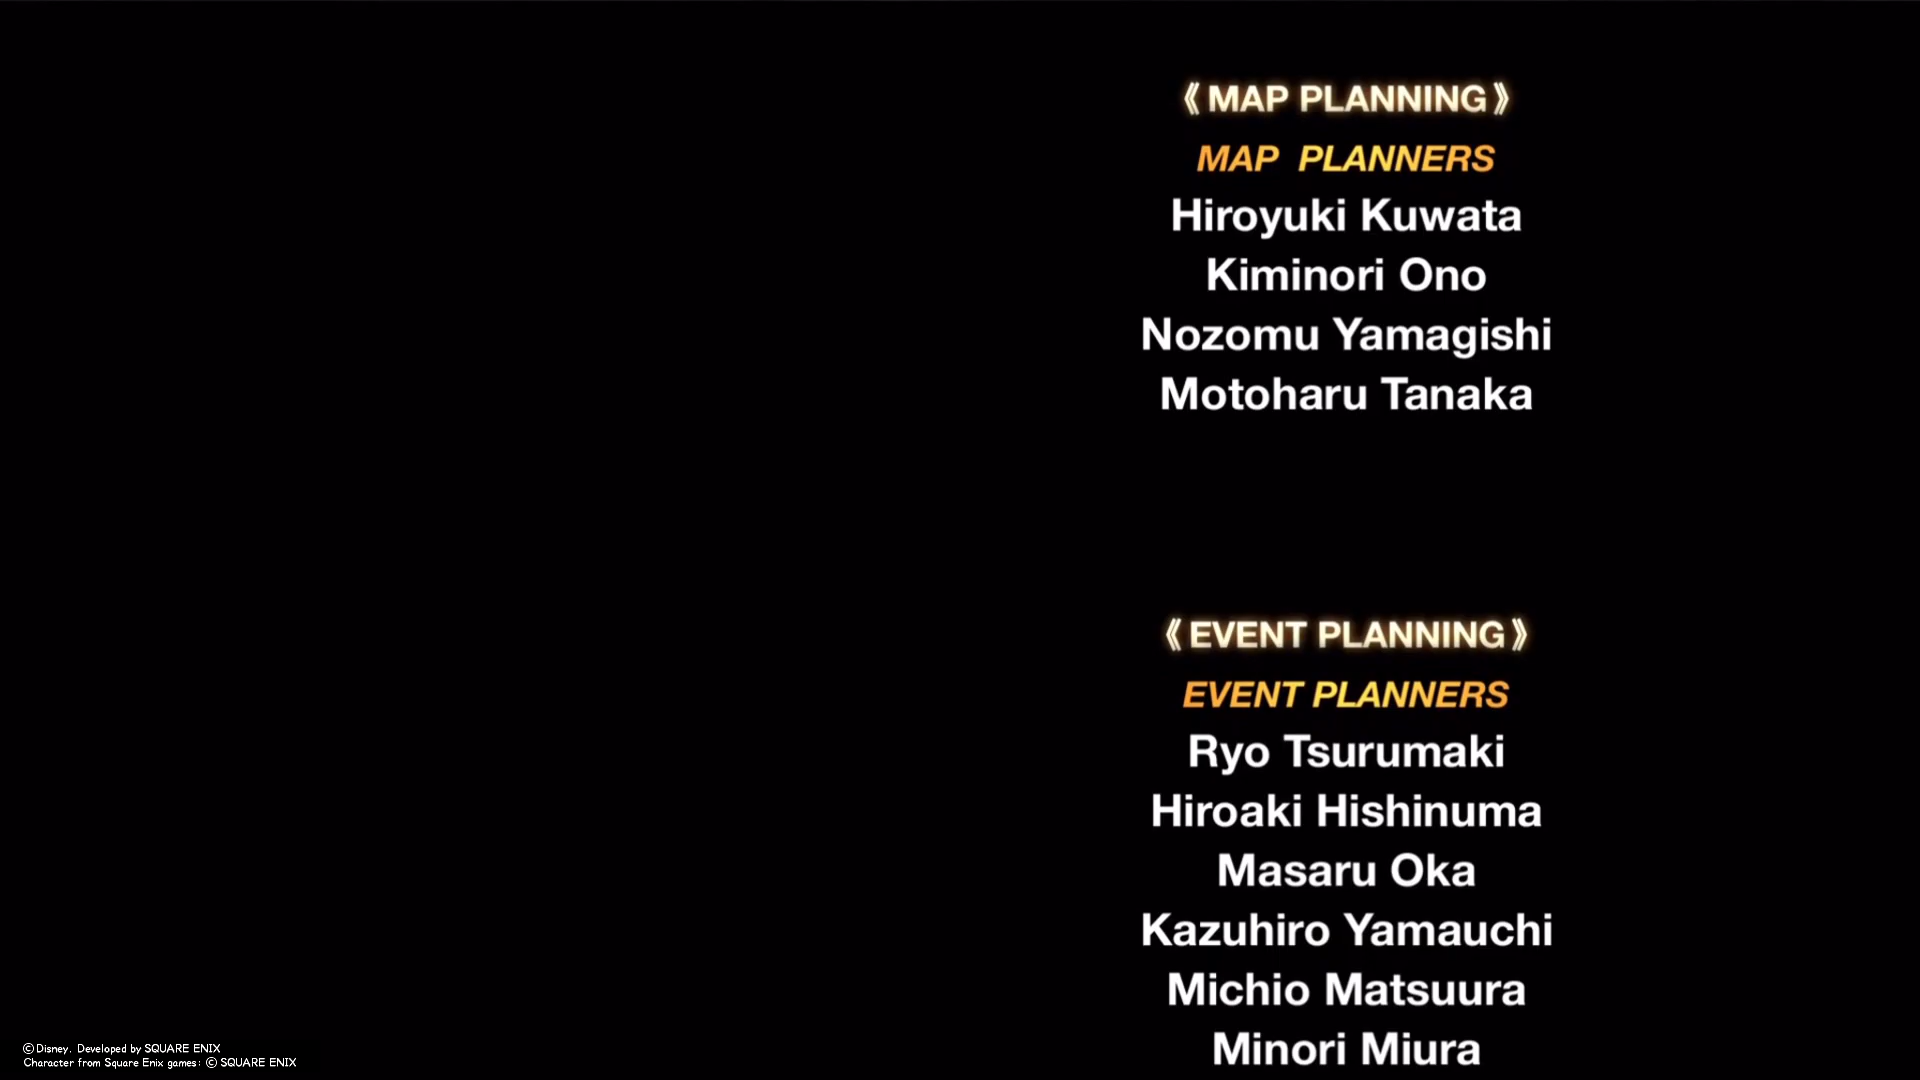 《MAP PLANNING》
MAP PLANNERS
Hiroyuki Kuwata
Kiminori Ono
Nozomu Yamagishi
Motoharu Tanaka
《EVENT PLANNING》
EVENT PLANNERS
Ryo Tsurumaki
Hiroaki Hishinuma
Masaru Oka
Kazuhiro Yamauchi
Michio Matsuura
Minori Miura
©Disney. Developed by SQUARE ENIX
Character from Square Enix games: © SQUARE ENIX